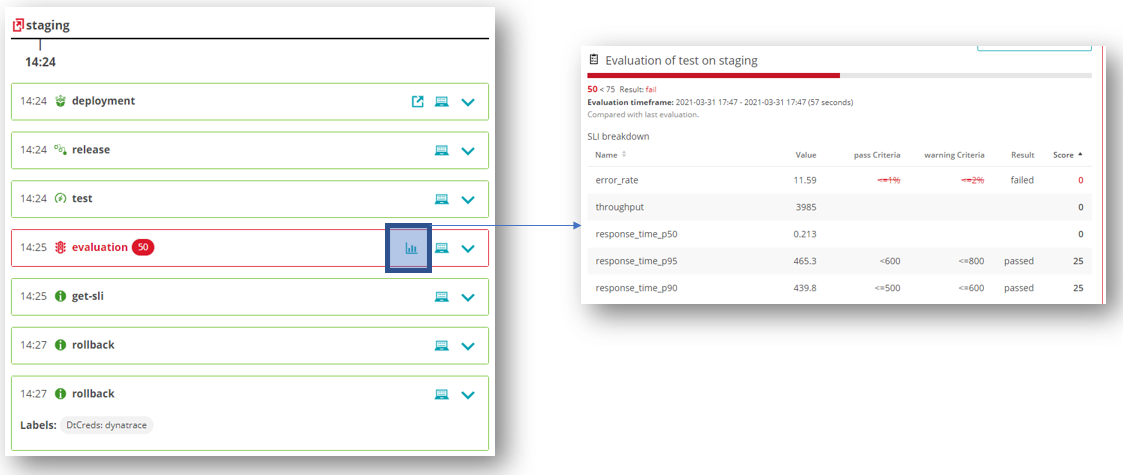 staging
14:24
14:24 deployment
14:24 release
14:24 test
14:25 evaluation 50
14:25 get-sli
14:27 rollback
14:27 rollback
Labels: DtCreds: dynatrace
Evaluation of test on staging
50 < 75 Result: fail
Evaluation timeframe: 2021-03-31 17:47 - 2021-03-31 17:47 (57 seconds)
Compared with last evaluation.
SLI breakdown
Name Value pass Criteria warning Criteria Result Score
error_rate 11.59 <=1% <=2% failed 0
throughput 3985 0
response_time_p50 0.213 0
response_time_p95 465.3 <600 <=800 passed 25
response_time_p90 439.8 <=500 <=600 passed 25